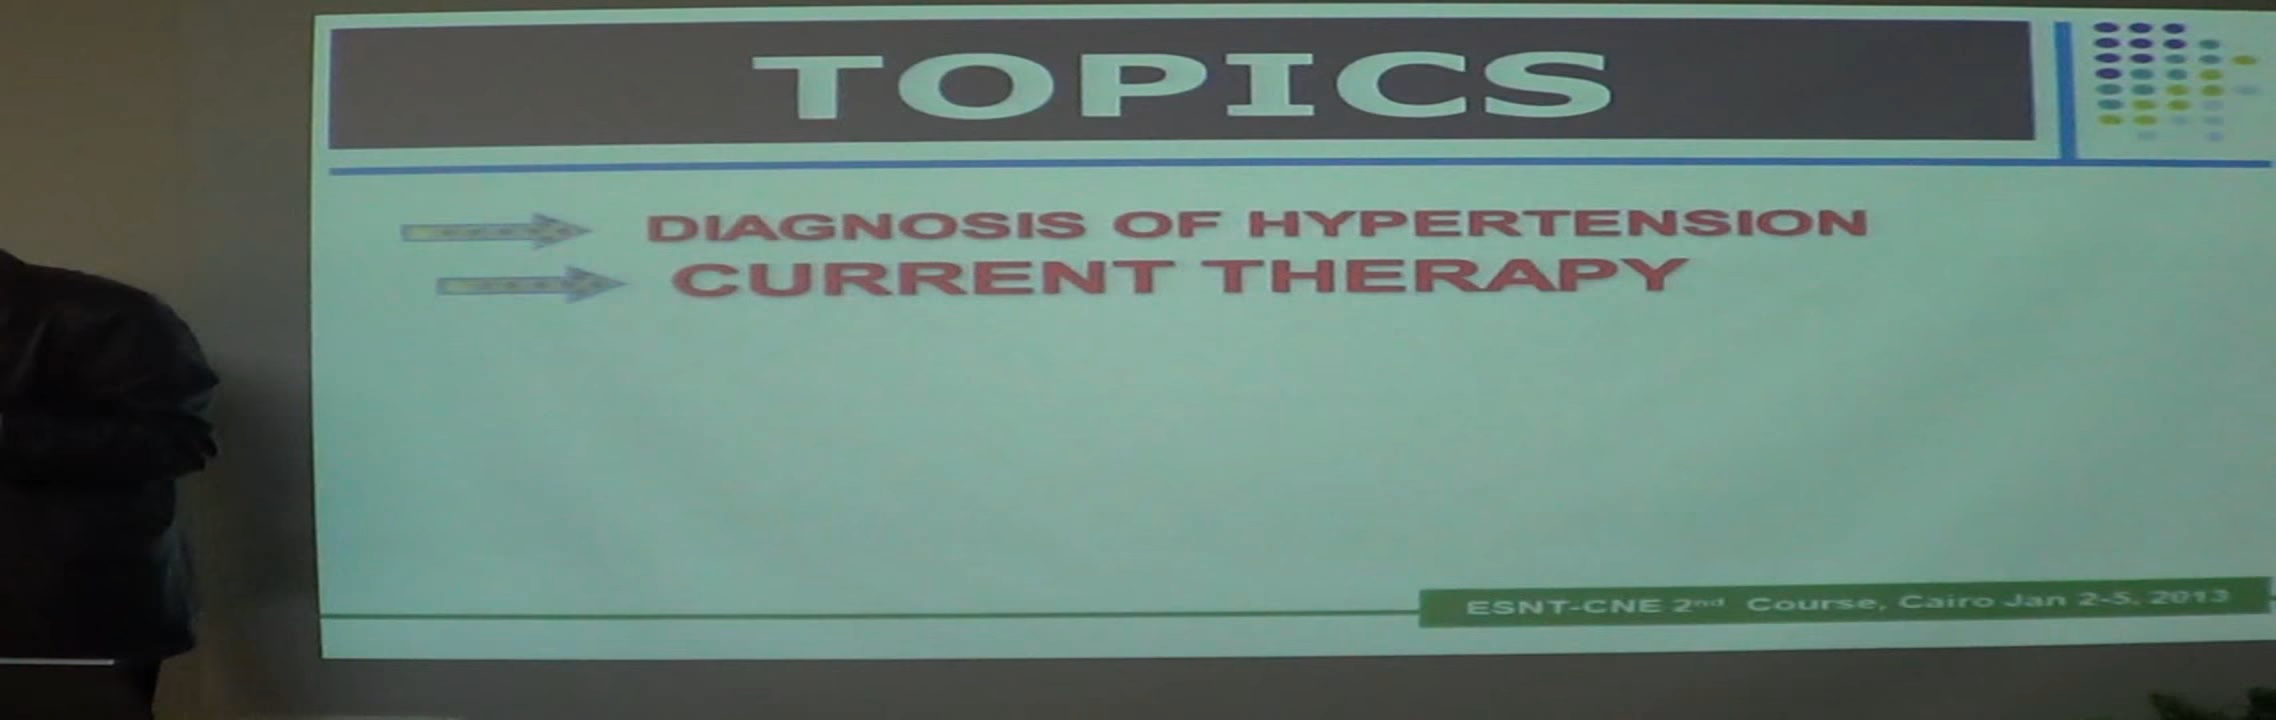 TOPICS
DIAGNOSIS OF HYPERTENSION
CURRENT THERAPY
ESNT-CNE 2nd Course, Cairo Jan 2-5, 2013